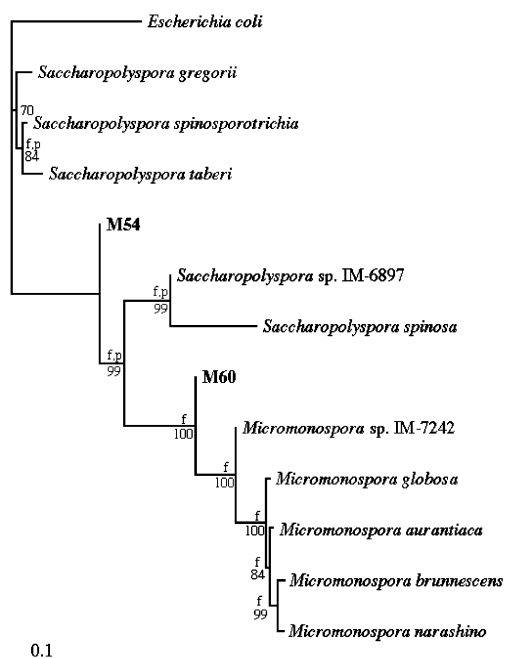 Escherichia coli
Saccharopolyspora gregorii
70
Saccharopolyspora spinosporotrichia
f,p
84
Saccharopolyspora taberi
M54
Saccharopolyspora sp. IM-6897
f,p
99
Saccharopolyspora spinosa
f,p
99
M60
f
100
Micromonospora sp. IM-7242
f
100
Micromonospora globosa
f
100
Micromonospora aurantiaca
f
84
Micromonospora brunnescens
f
99
Micromonospora narashino
0.1